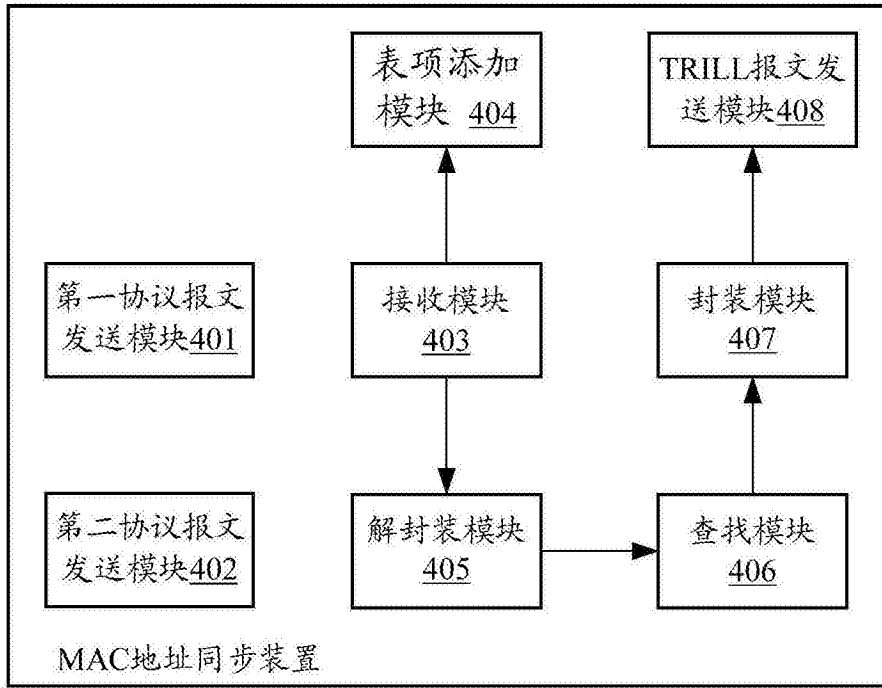 表项添加
模块 404
TRILL报文发
送模块408
第一协议报文
发送模块401
接收模块
403
封装模块
407
第二协议报文
发送模块402
解封装模块
405
查找模块
406
MAC地址同步装置